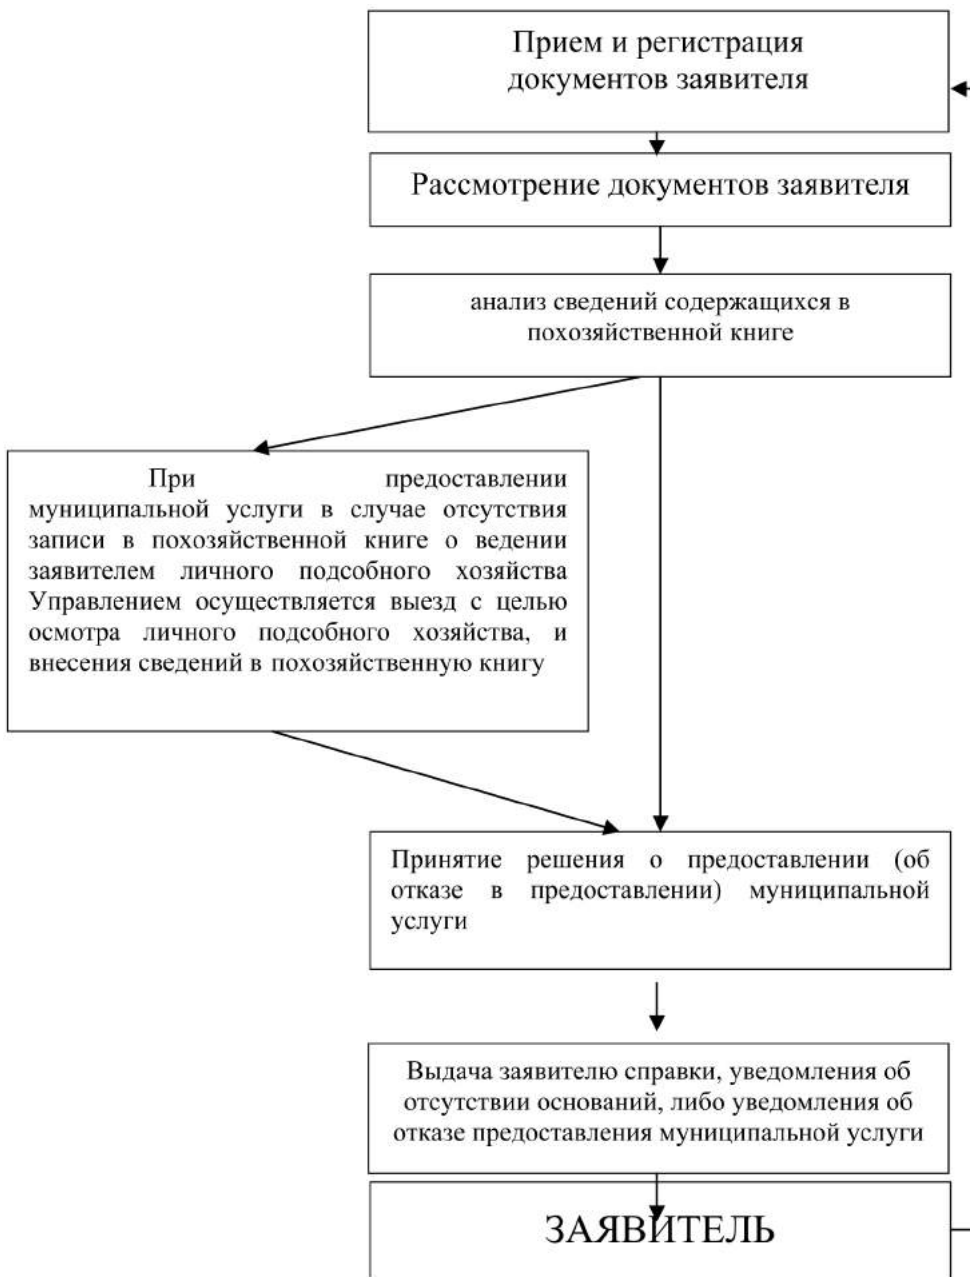 Прием и регистрация
документов заявителя
Рассмотрение документов заявителя
анализ сведений содержащихся в
похозяйственной книге
При предоставлении
муниципальной услуги в случае отсутствия
записи в похозяйственной книге о ведении
заявителем личного подсобного хозяйства
Управлением осуществляется выезд с целью
осмотра личного подсобного хозяйства, и
внесения сведений в похозяйственную книгу
Принятие решения о предоставлении (об
отказе в предоставлении) муниципальной
услуги
Выдача заявителю справки, уведомления об
отсутствии оснований, либо уведомления об
отказе предоставления муниципальной услуги
ЗАЯВИТЕЛЬ